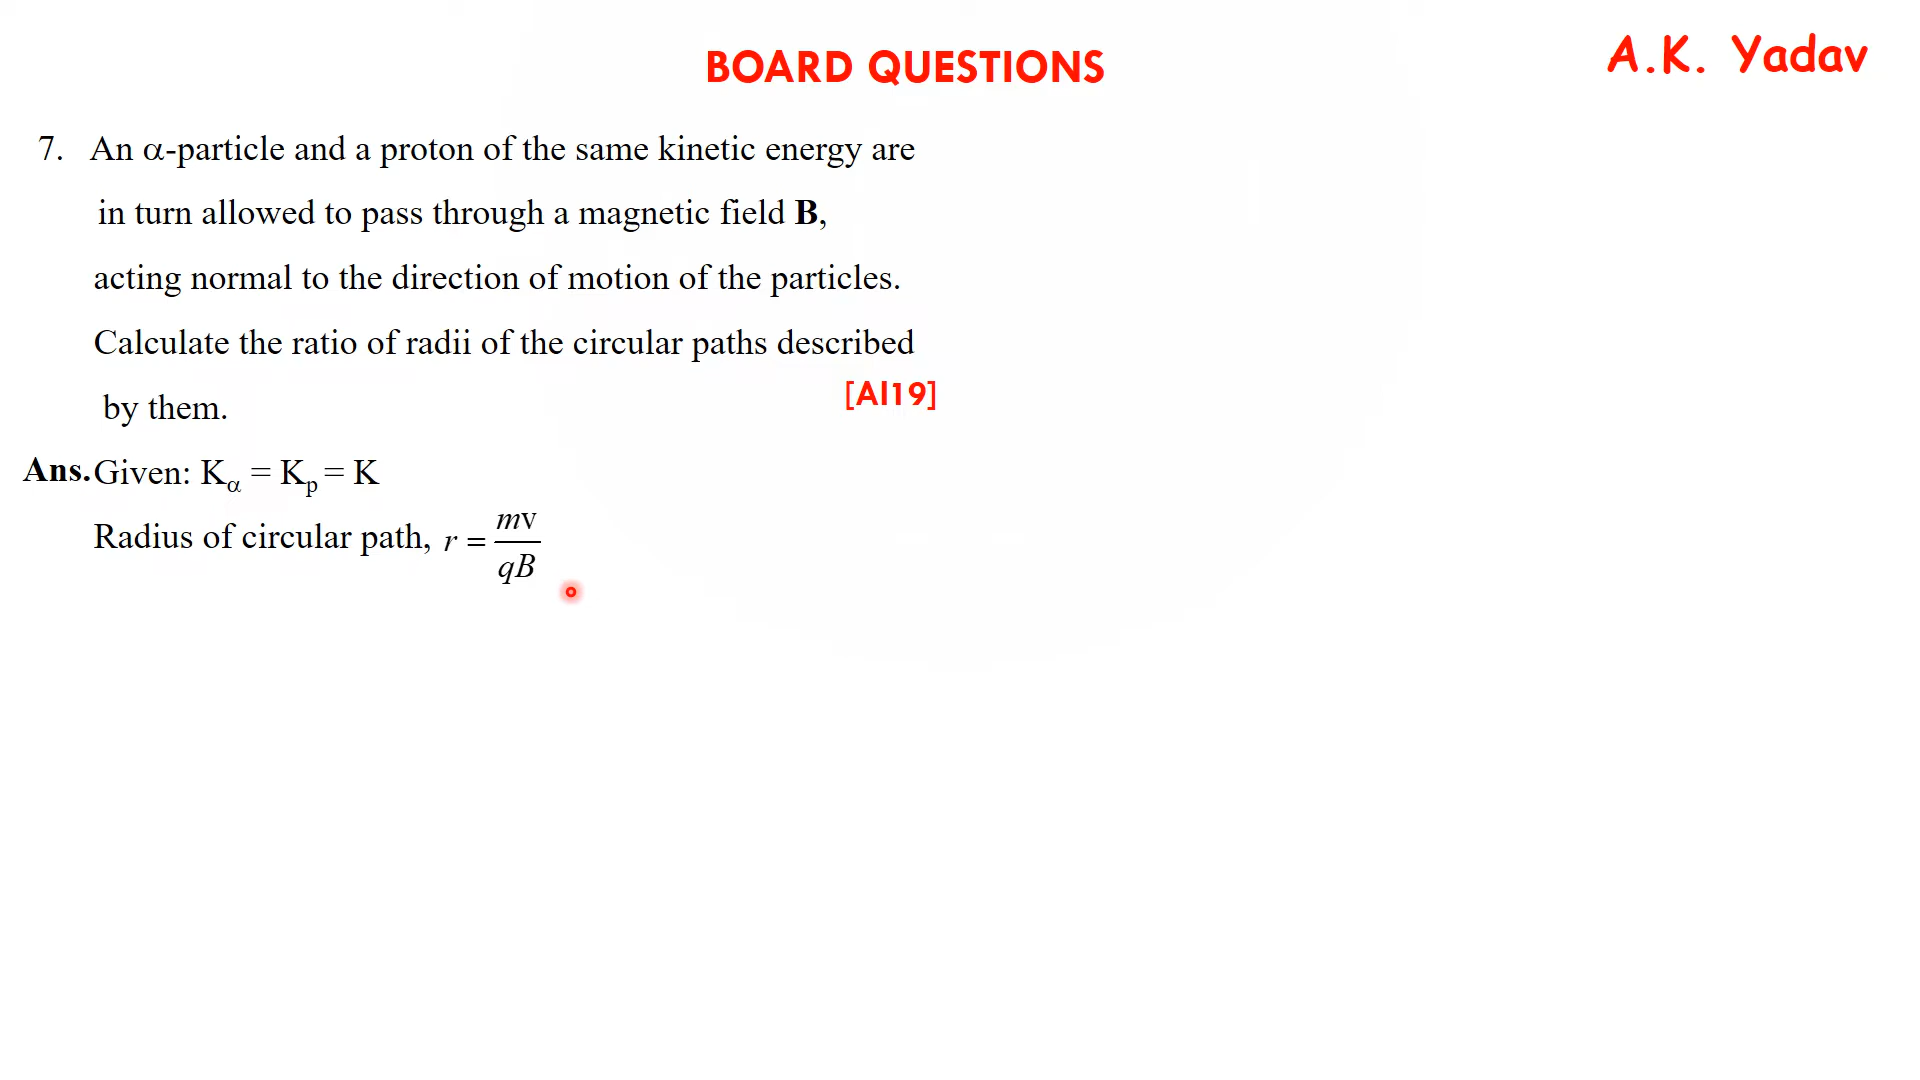 BOARD QUESTIONS
A.K. Yadav
7. An α-particle and a proton of the same kinetic energy are
in turn allowed to pass through a magnetic field B,
acting normal to the direction of motion of the particles.
Calculate the ratio of radii of the circular paths described
by them.
[AI19]
Ans. Given: Kα = Kp = K
Radius of circular path, r = mv/qB